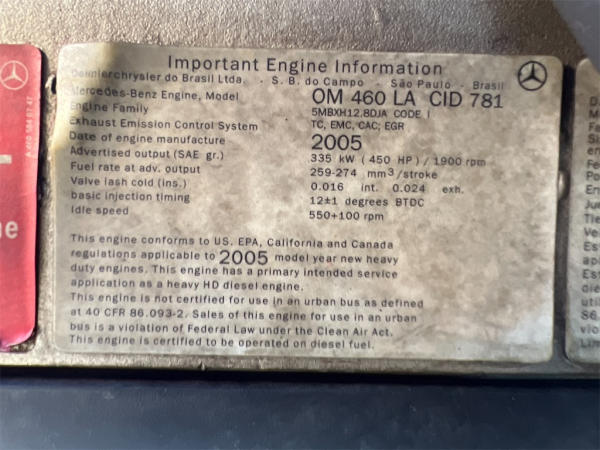 Important Engine Information
Daimlerchrysler do Brasil Ltda. - S. B. do Campo - São Paulo - Brasil
Mercedes-Benz Engine, Model OM 460 LA CID 781
Engine Family 5MBXH12.8DJA CODE I
Exhaust Emission Control System TC, EMC, CAC; EGR
Date of engine manufacture 2005
Advertised output (SAE gr.) 335 kW (450 HP) / 1900 rpm
Fuel rate at adv. output 259-274 mm³/stroke
Valve lash cold (ins.) 0.016 int. 0.024 exh.
basic injection timing 12±1 degrees BTDC
Idle speed 550+100 rpm
This engine conforms to US. EPA, California and Canada
regulations applicable to 2005 model year new heavy
duty engines. This engine has a primary intended service
application as a heavy HD diesel engine.
This engine is not certified for use in an urban bus as defined
at 40 CFR 86.093-2. Sales of this engine for use in an urban
bus is a violation of Federal Law under the Clean Air Act.
This engine is certified to be operated on diesel fuel.